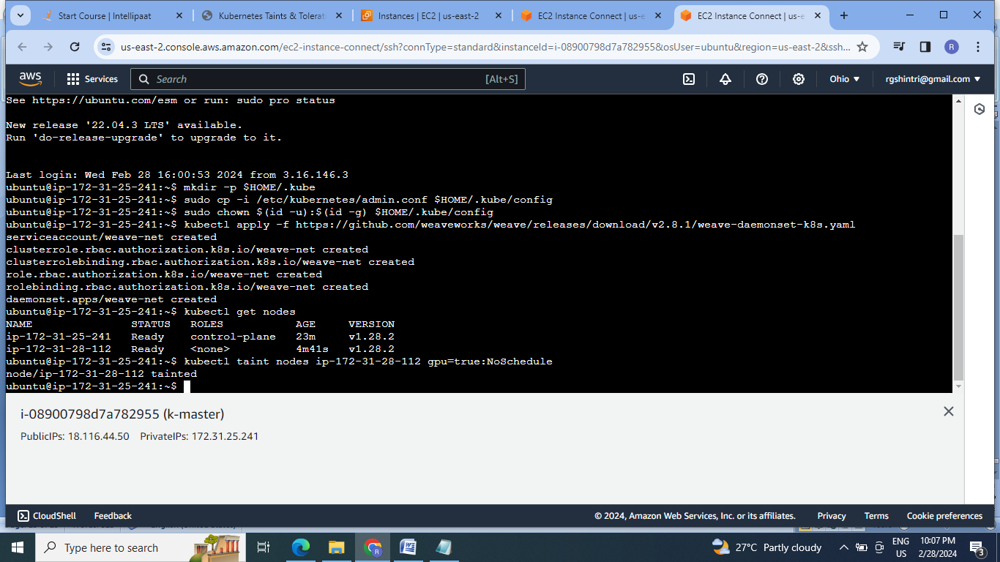 Start Course | Intellipaat
Kubernetes Taints & Tolerati
Instances | EC2 | us-east-2
EC2 Instance Connect | us-e
EC2 Instance Connect | us-e
us-east-2.console.aws.amazon.com/ec2-instance-connect/ssh?connType=standard&instanceId=i-08900798d7a782955&osUser=ubuntu&region=us-east-2&ssh...
R
aws
Services
Search
[Alt+S]
Ohio
rgshintri@gmail.com
See https://ubuntu.com/esm or run: sudo pro status
New release '22.04.3 LTS' available.
Run 'do-release-upgrade' to upgrade to it.
Last login: Wed Feb 28 16:00:53 2024 from 3.16.146.3
ubuntu@ip-172-31-25-241:~$ mkdir -p $HOME/.kube
ubuntu@ip-172-31-25-241:~$ sudo cp -i /etc/kubernetes/admin.conf $HOME/.kube/config
ubuntu@ip-172-31-25-241:~$ sudo chown $(id -u):$(id -g) $HOME/.kube/config
ubuntu@ip-172-31-25-241:~$ kubectl apply -f https://github.com/weaveworks/weave/releases/download/v2.8.1/weave-daemonset-k8s.yaml
serviceaccount/weave-net created
clusterrole.rbac.authorization.k8s.io/weave-net created
clusterrolebinding.rbac.authorization.k8s.io/weave-net created
role.rbac.authorization.k8s.io/weave-net created
rolebinding.rbac.authorization.k8s.io/weave-net created
daemonset.apps/weave-net created
ubuntu@ip-172-31-25-241:~$ kubectl get nodes
NAME STATUS ROLES AGE VERSION
ip-172-31-25-241 Ready control-plane 23m v1.28.2
ip-172-31-28-112 Ready <none> 4m41s v1.28.2
ubuntu@ip-172-31-25-241:~$ kubectl taint nodes ip-172-31-28-112 gpu=true:NoSchedule
node/ip-172-31-28-112 tainted
ubuntu@ip-172-31-25-241:~$
i-08900798d7a782955 (k-master)
PublicIPs: 18.116.44.50 PrivateIPs: 172.31.25.241
CloudShell Feedback © 2024, Amazon Web Services, Inc. or its affiliates. Privacy Terms Cookie preferences
Type here to search
R
27°C Partly cloudy
ENG
US
10:07 PM
2/28/2024
3